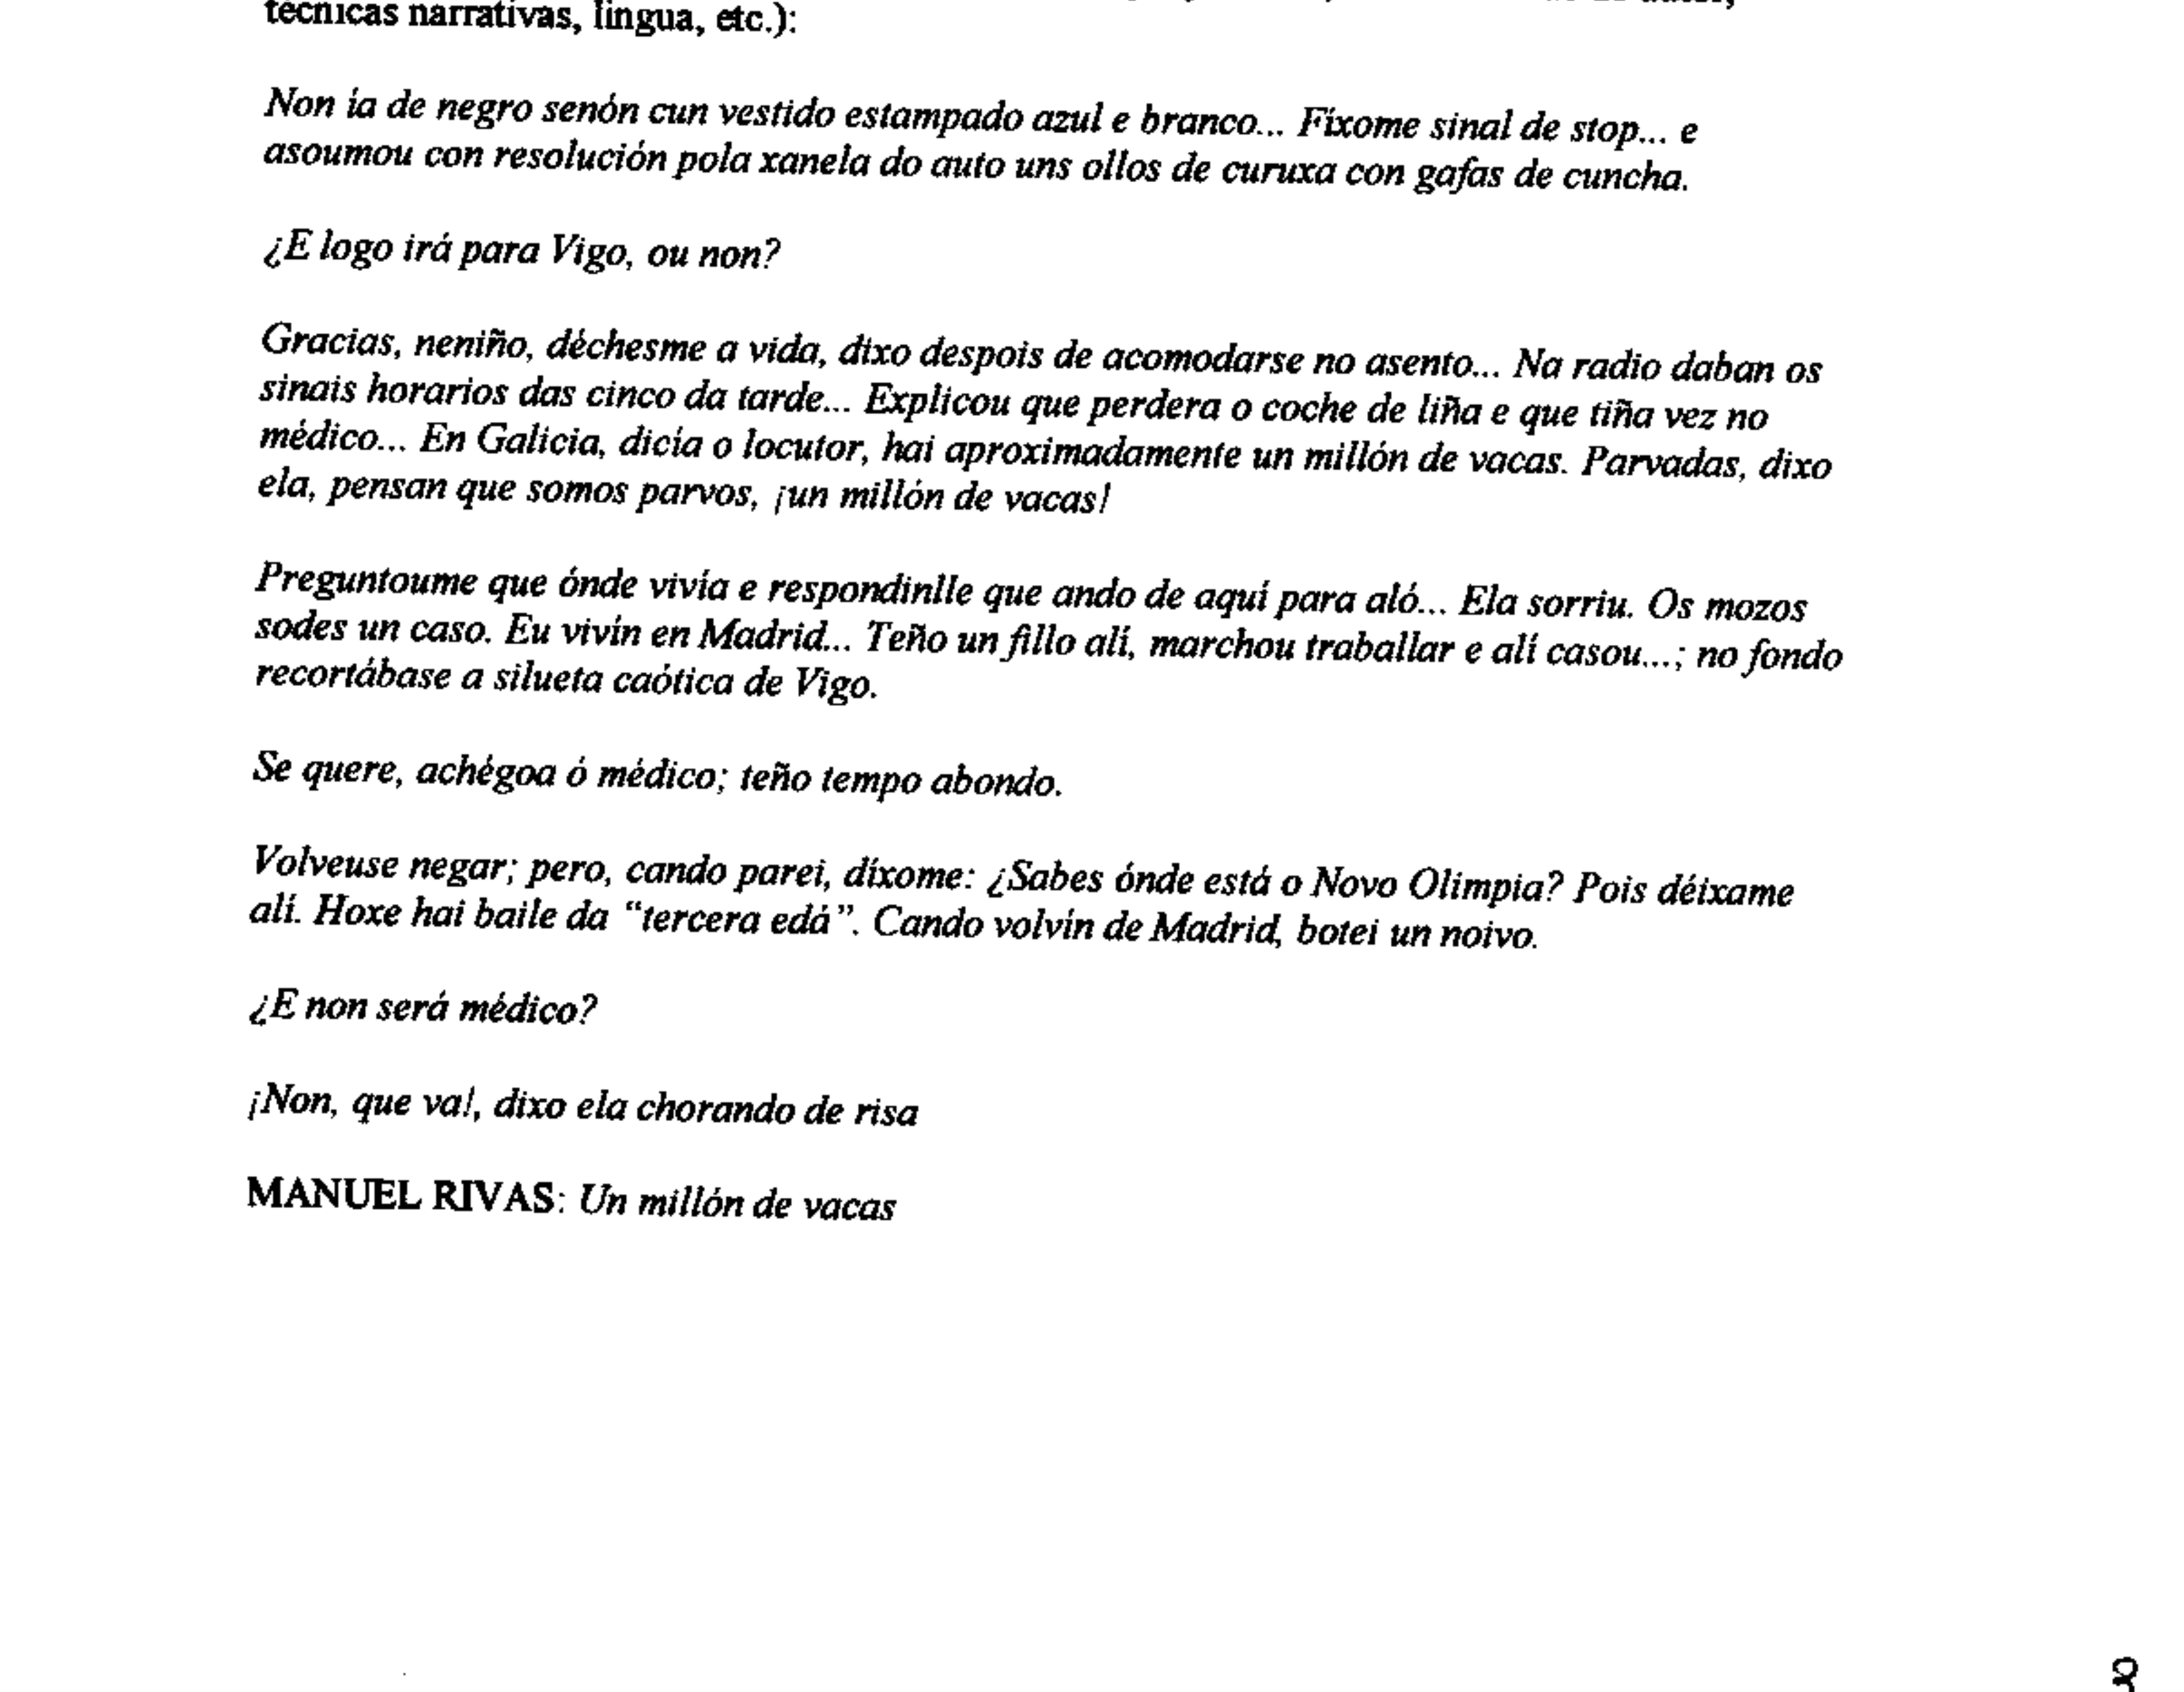 autor,
técnicas narrativas, lingua, etc.):
Non ía de negro senón cun vestido estampado azul e branco... Fíxome sinal de stop... e
asoumou con resolución pola xanela do auto uns ollos de curuxa con gafas de cuncha.
¿E logo irá para Vigo, ou non?
Gracias, neniño, déchesme a vida, dixo despois de acomodarse no asento... Na radio daban os
sinais horarios das cinco da tarde... Explicou que perdera o coche de liña e que tiña vez no
médico... En Galicia, dicía o locutor, hai aproximadamente un millón de vacas. Parvadas, dixo
ela, pensan que somos parvos, ¡un millón de vacas!
Preguntoume que ónde vivía e respondinlle que ando de aquí para aló... Ela sorriu. Os mozos
sodes un caso. Eu vivín en Madrid... Teño un fillo alí, marchou traballar e alí casou...; no fondo
recortábase a silueta caótica de Vigo.
Se quere, achégoa ó médico; teño tempo abondo.
Volveuse negar; pero, cando parei, díxome: ¿Sabes ónde está o Novo Olimpia? Pois déixame
alí. Hoxe hai baile da “tercera edá”. Cando volvín de Madrid, botei un noivo.
¿E non será médico?
¡Non, que va!, dixo ela chorando de risa
MANUEL RIVAS: Un millón de vacas